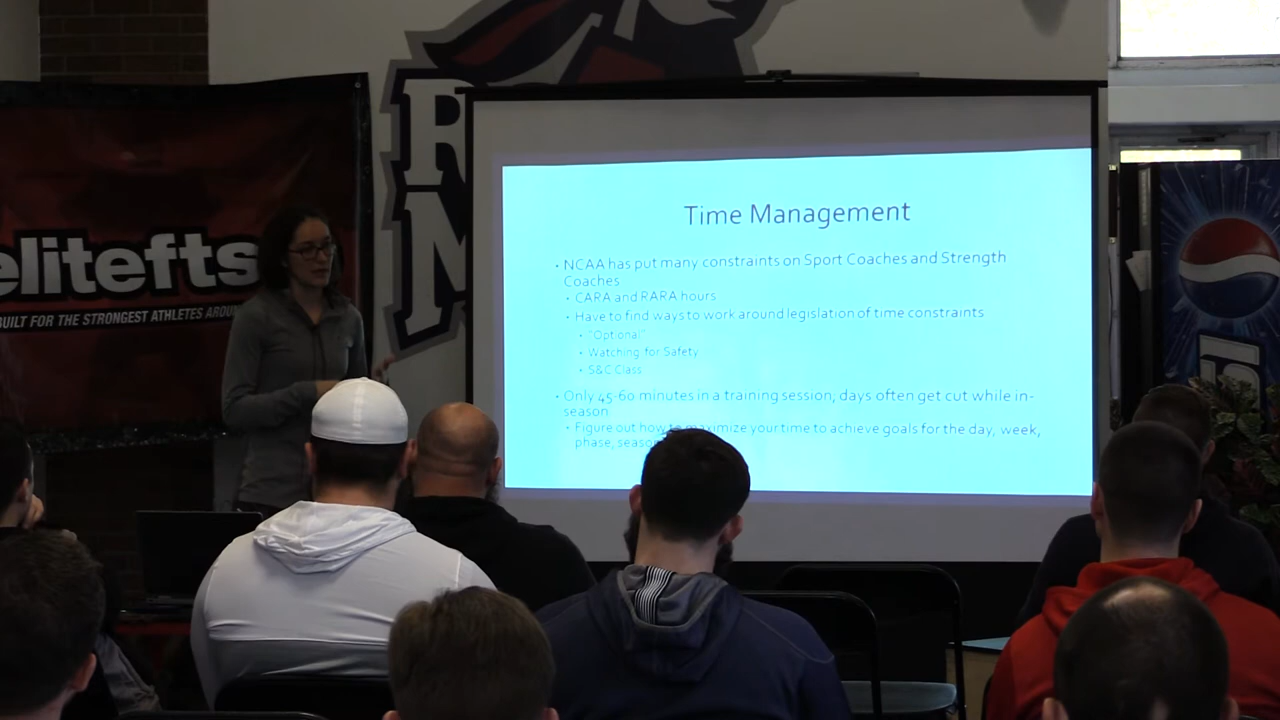 elitefts
BUILT FOR THE STRONGEST ATHLETES
R
M
Time Management
• NCAA has put many constraints on Sport Coaches and Strength
Coaches
• CARA and RARA hours
• Have to find ways to work around legislation of time constraints
• "Optional"
• Watching for Safety
• S&C Class
• Only 45-60 minutes in a training session; days often get cut while in-
season
• Figure out how to maximize your time to achieve goals for the day, week,
phase, season